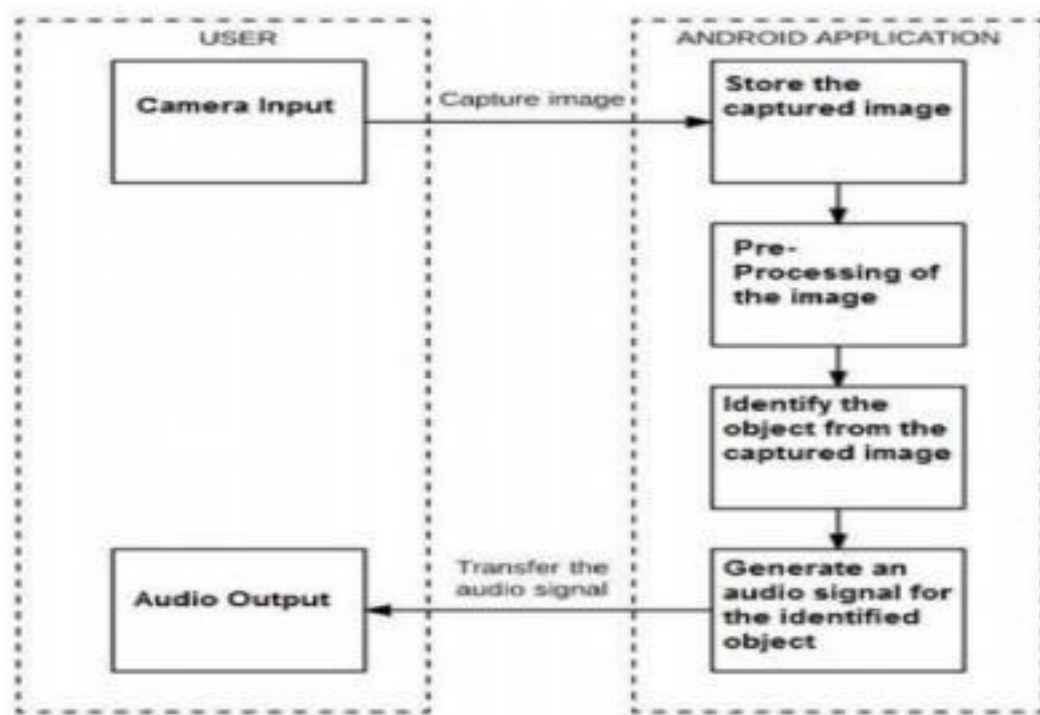 USER
ANDROID APPLICATION
Camera Input
Capture image
Store the
captured image
Pre-
Processing of
the image
Identify the
object from the
captured image
Audio Output
Transfer the
audio signal
Generate an
audio signal for
the identified
object